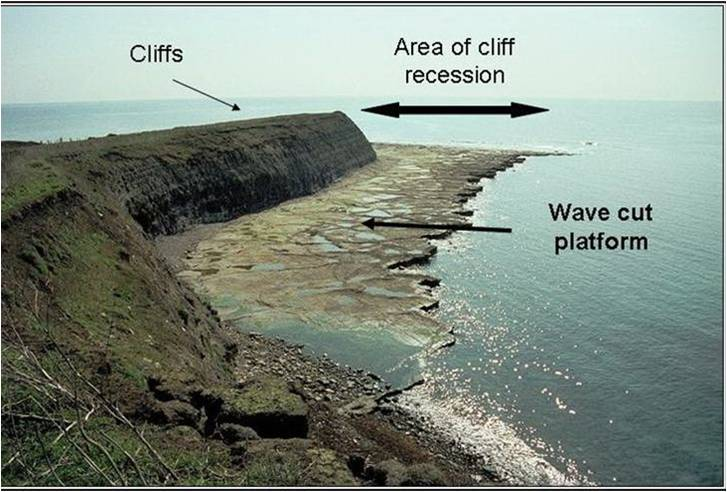 Cliffs
Area of cliff
recession
Wave cut
platform